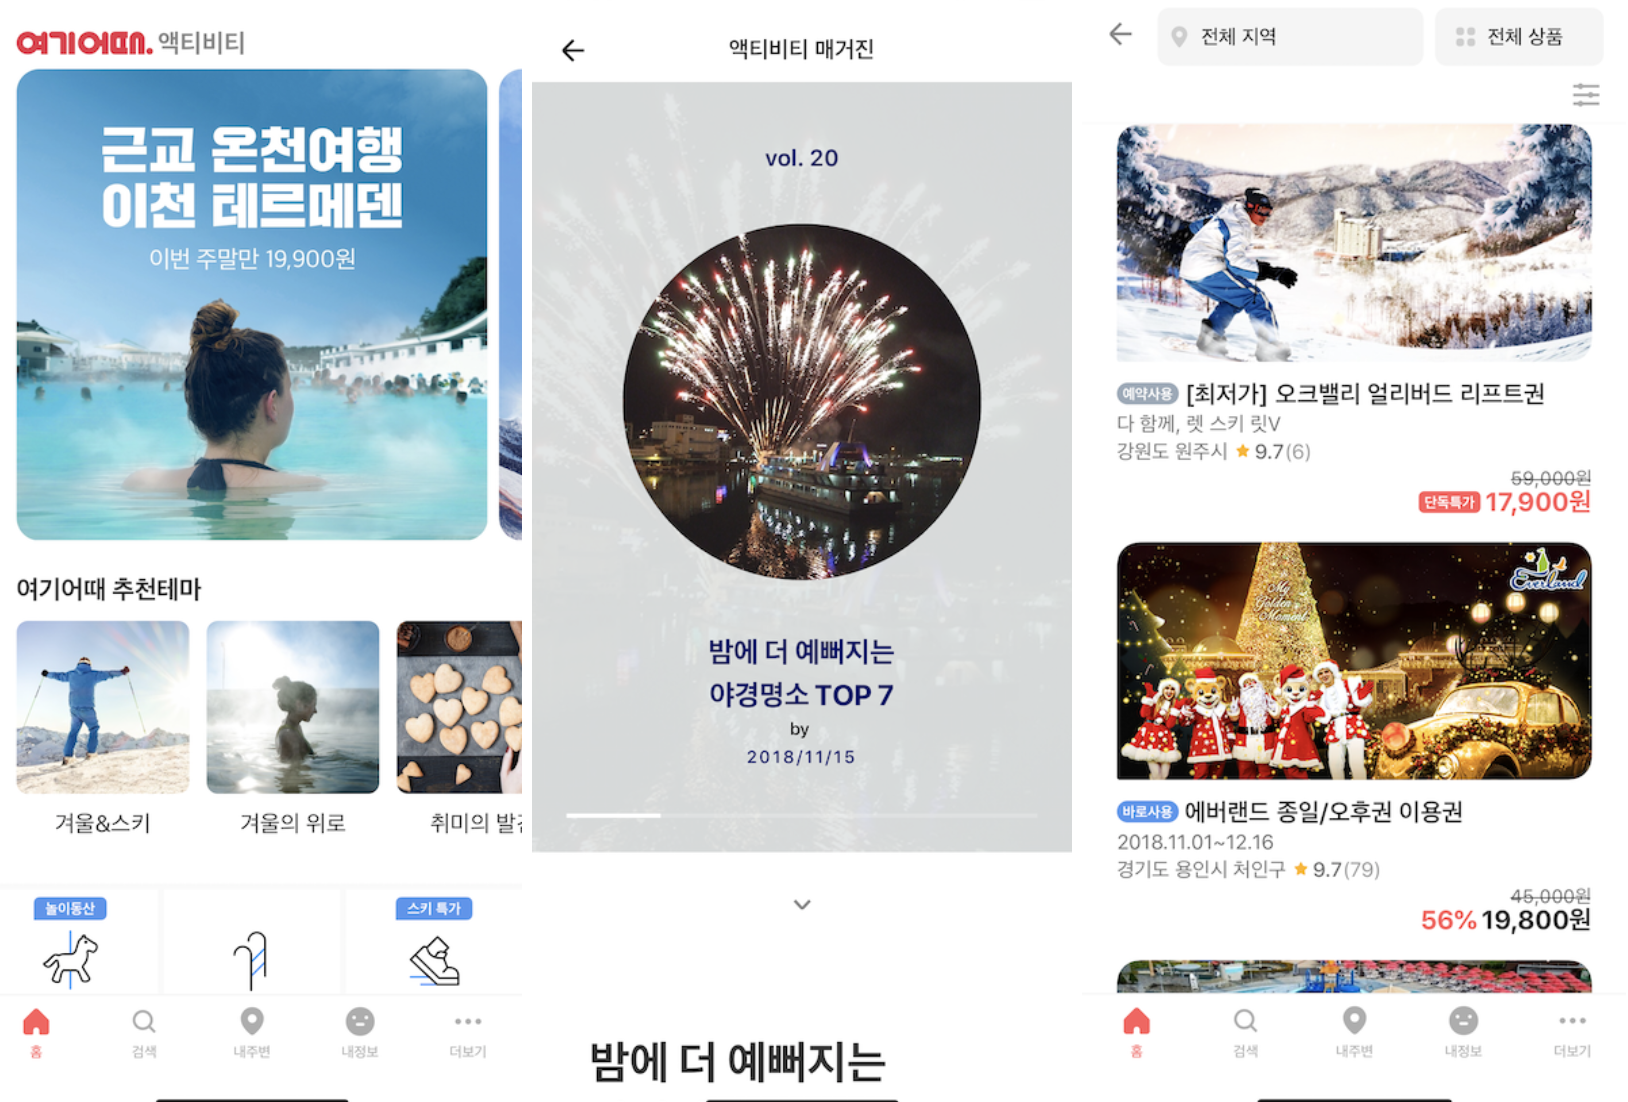 여기어때. 액티비티
근교 온천여행
이천 테르메덴
이번 주말만 19,900원
여기어때 추천테마
겨울&스키
겨울의 위로
취미의 발견
놀이동산
스키 특가
홈
검색
내주변
내정보
더보기
액티비티 매거진
vol. 20
밤에 더 예뻐지는
야경명소 TOP 7
by
2018/11/15
밤에 더 예뻐지는
전체 지역
전체 상품
예약사용 [최저가] 오크밸리 얼리버드 리프트권
다 함께, 렛 스키 릿V
강원도 원주시 9.7(6)
59,000원
단독특가 17,900원
My
Golden
Moment
Everland
바로사용 에버랜드 종일/오후권 이용권
2018.11.01~12.16
경기도 용인시 처인구 9.7(79)
45,000원
56% 19,800원
홈
검색
내주변
내정보
더보기